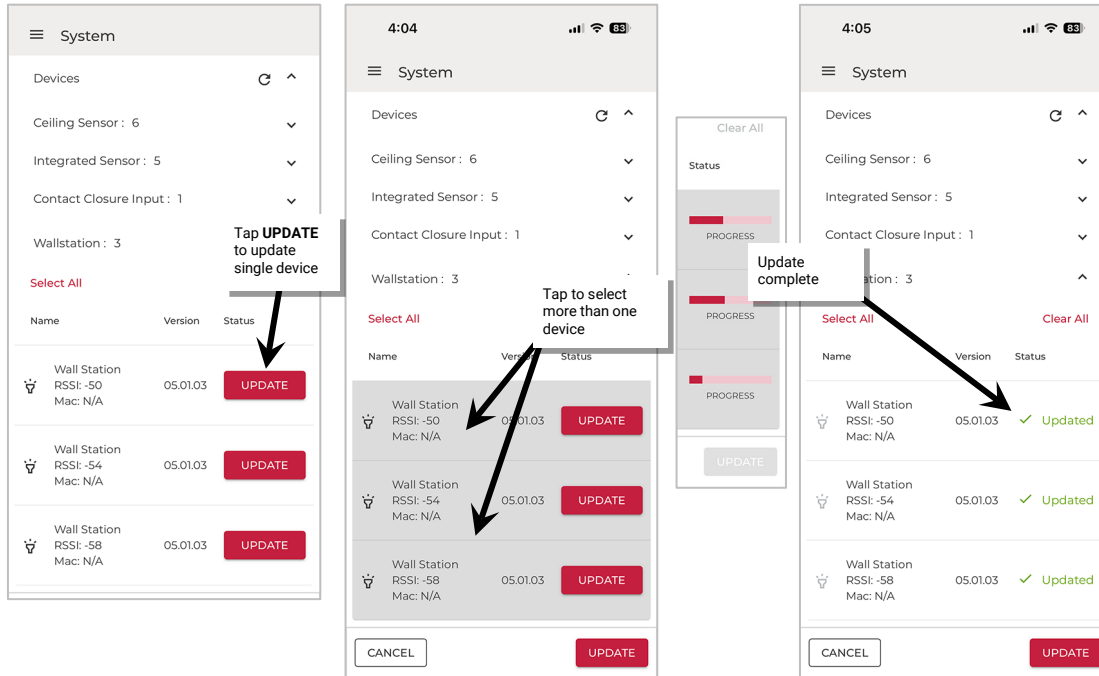 System
Devices
Ceiling Sensor : 6
Integrated Sensor : 5
Contact Closure Input : 1
Wallstation : 3
Select All
Name Version Status
Wall Station
RSSI: -50
Mac: N/A
05.01.03
UPDATE
Wall Station
RSSI: -54
Mac: N/A
05.01.03
UPDATE
Wall Station
RSSI: -58
Mac: N/A
05.01.03
UPDATE
Tap UPDATE
to update
single device
4:04
83
System
Devices
Ceiling Sensor : 6
Integrated Sensor : 5
Contact Closure Input : 1
Wallstation : 3
Select All
Name Version Status
Wall Station
RSSI: -50
Mac: N/A
05.01.03
UPDATE
Wall Station
RSSI: -54
Mac: N/A
05.01.03
UPDATE
Wall Station
RSSI: -58
Mac: N/A
05.01.03
UPDATE
CANCEL
UPDATE
Tap to select
more than one
device
Clear All
Status
PROGRESS
PROGRESS
PROGRESS
UPDATE
Update
complete
4:05
83
System
Devices
Ceiling Sensor : 6
Integrated Sensor : 5
Contact Closure Input : 1
ation : 3
Select All
Clear All
Name Version Status
Wall Station
RSSI: -50
Mac: N/A
05.01.03
Updated
Wall Station
RSSI: -54
Mac: N/A
05.01.03
Updated
Wall Station
RSSI: -58
Mac: N/A
05.01.03
Updated
CANCEL
UPDATE